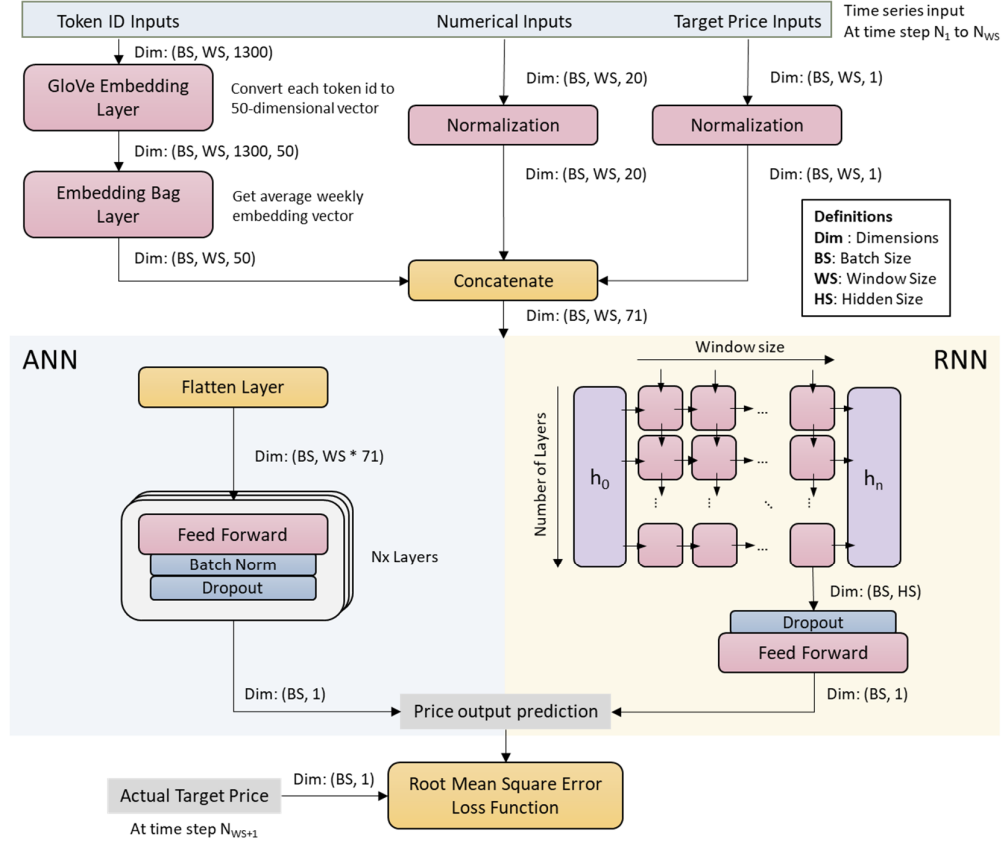 Token ID Inputs
Numerical Inputs
Target Price Inputs
Time series input
At time step N₁ to N_WS
Dim: (BS, WS, 1300)
GloVe Embedding
Layer
Convert each token id to
50-dimensional vector
Dim: (BS, WS, 20)
Dim: (BS, WS, 1)
Normalization
Normalization
Dim: (BS, WS, 1300, 50)
Embedding Bag
Layer
Get average weekly
embedding vector
Dim: (BS, WS, 20)
Dim: (BS, WS, 1)
Definitions
Dim : Dimensions
BS: Batch Size
WS: Window Size
HS: Hidden Size
Dim: (BS, WS, 50)
Concatenate
Dim: (BS, WS, 71)
ANN
Flatten Layer
Dim: (BS, WS * 71)
Feed Forward
Batch Norm
Dropout
Nx Layers
Dim: (BS, 1)
RNN
Window size
Number of Layers
h₀
...
...
...
...
...
...
...
hₙ
Dim: (BS, HS)
Dropout
Feed Forward
Dim: (BS, 1)
Price output prediction
Actual Target Price
At time step N_WS+1
Dim: (BS, 1)
Root Mean Square Error
Loss Function